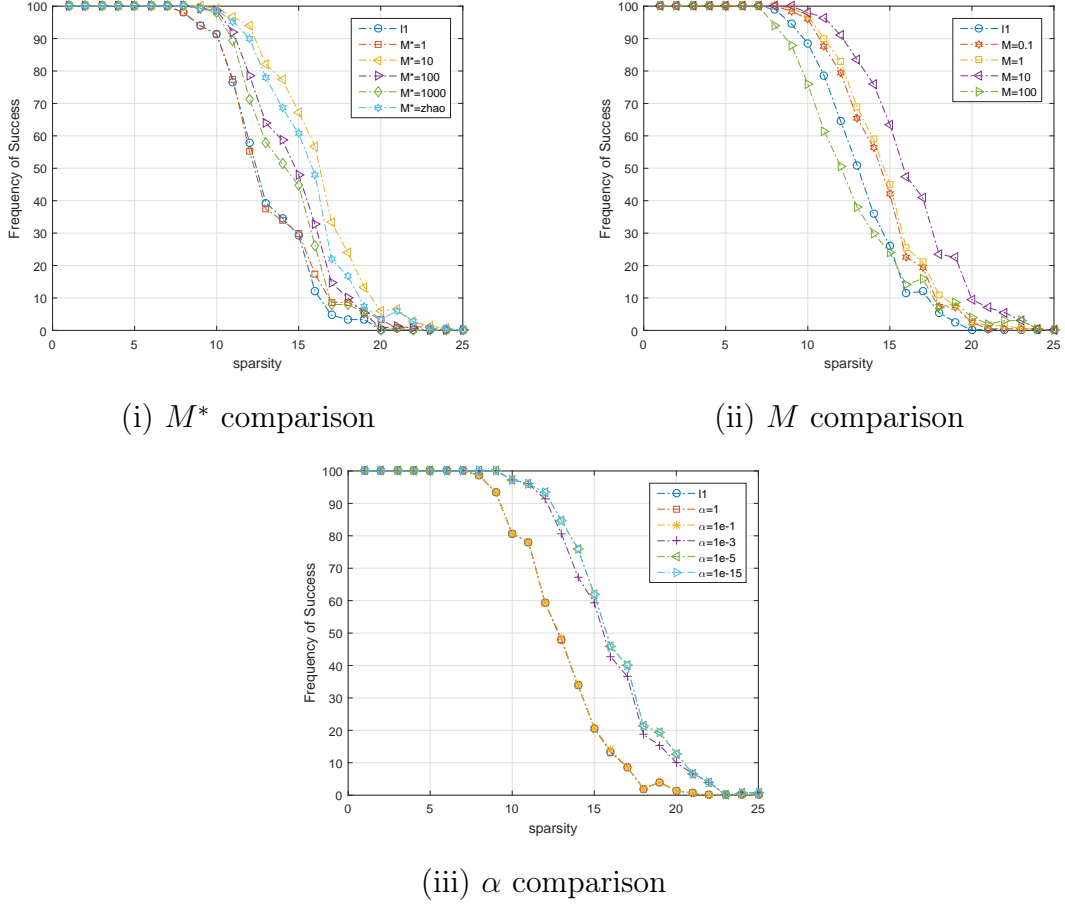 100
90
80
70
60
50
40
30
20
10
0
Frequency of Success
0 5 10 15 20 25
sparsity
l1
M*=1
M*=10
M*=100
M*=1000
M*=zhao
(i) M* comparison
100
90
80
70
60
50
40
30
20
10
0
Frequency of Success
0 5 10 15 20 25
sparsity
l1
M=0.1
M=1
M=10
M=100
(ii) M comparison
100
90
80
70
60
50
40
30
20
10
0
Frequency of Success
0 5 10 15 20 25
sparsity
l1
α=1
α=1e-1
α=1e-3
α=1e-5
α=1e-15
(iii) α comparison